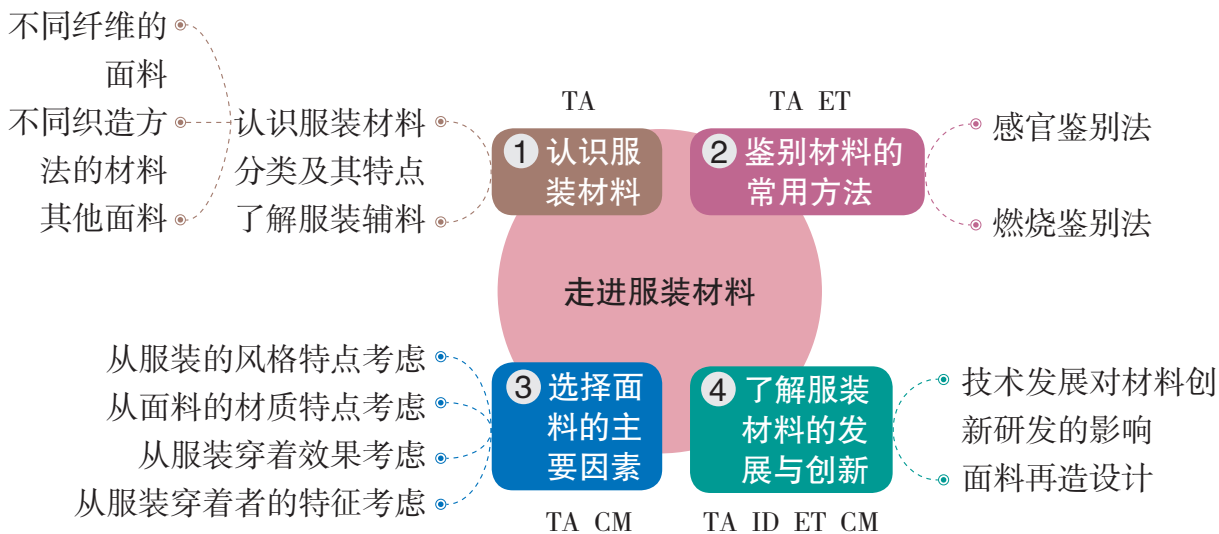 不同纤维的
面料
不同织造方
法的材料
其他面料
认识服装材料
分类及其特点
了解服装辅料
TA
① 认识服
装材料
TA ET
② 鉴别材料的
常用方法
感官鉴别法
燃烧鉴别法
走进服装材料
从服装的风格特点考虑
从面料的材质特点考虑
从服装穿着效果考虑
从服装穿着者的特征考虑
③ 选择面
料的主
要因素
TA CM
④ 了解服装
材料的发
展与创新
TA ID ET CM
技术发展对材料创
新研发的影响
面料再造设计